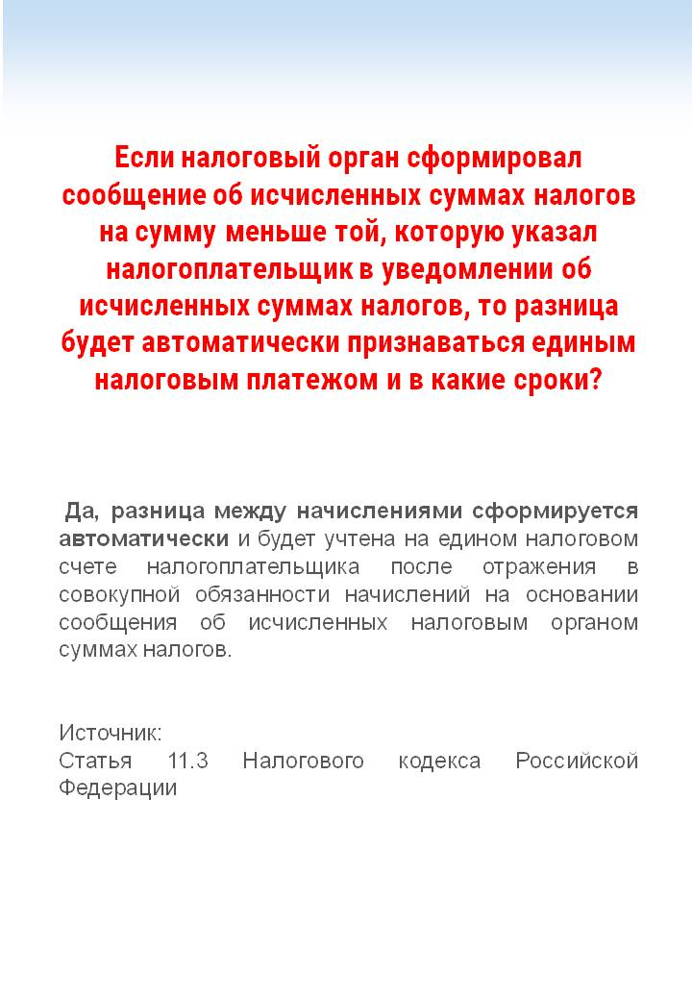 Если налоговый орган сформировал
сообщение об исчисленных суммах налогов
на сумму меньше той, которую указал
налогоплательщик в уведомлении об
исчисленных суммах налогов, то разница
будет автоматически признаваться единым
налоговым платежом и в какие сроки?
Да, разница между начислениями сформируется
автоматически и будет учтена на едином налоговом
счете налогоплательщика после отражения в
совокупной обязанности начислений на основании
сообщения об исчисленных налоговым органом
суммах налогов.
Источник:
Статья 11.3 Налогового кодекса Российской
Федерации